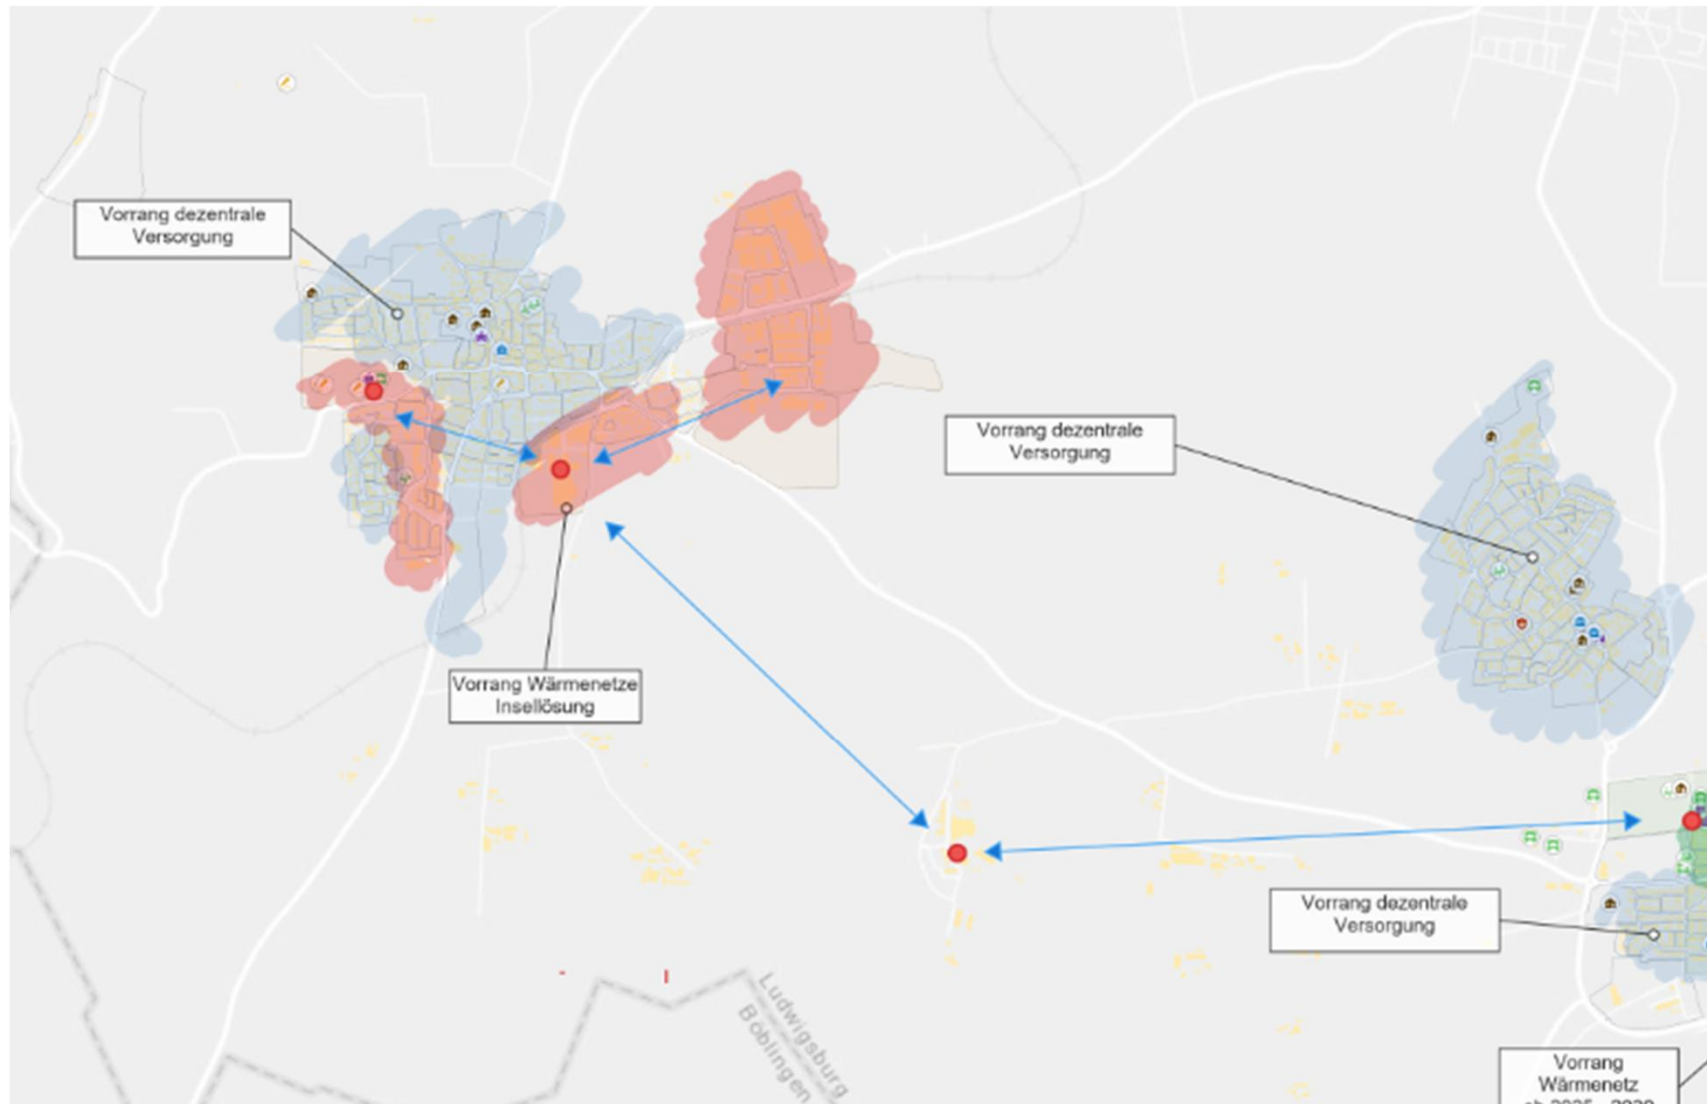 Vorrang dezentrale
Versorgung
Vorrang dezentrale
Versorgung
Vorrang Wärmenetze
Insellösung
Vorrang dezentrale
Versorgung
Ludwigsburg
Böblingen
Vorrang
Wärmenetz